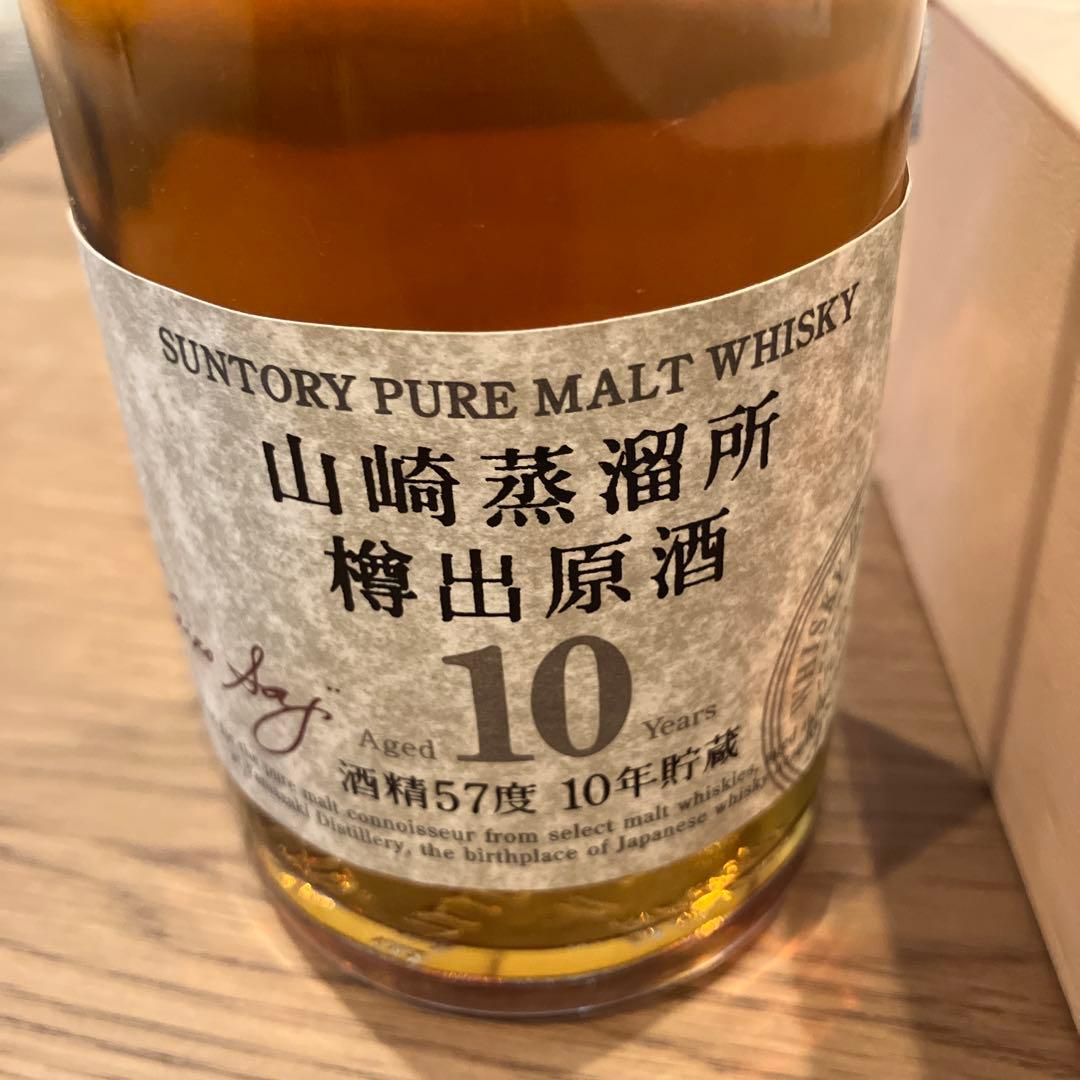 SUNTORY PURE MALT WHISKY
山崎蒸溜所
樽出原酒
10
Aged Years
酒精57度 10年貯蔵
pure malt connoisseur from select malt whiskies,
Distillery, the birthplace of Japanese whisky
WHISKY